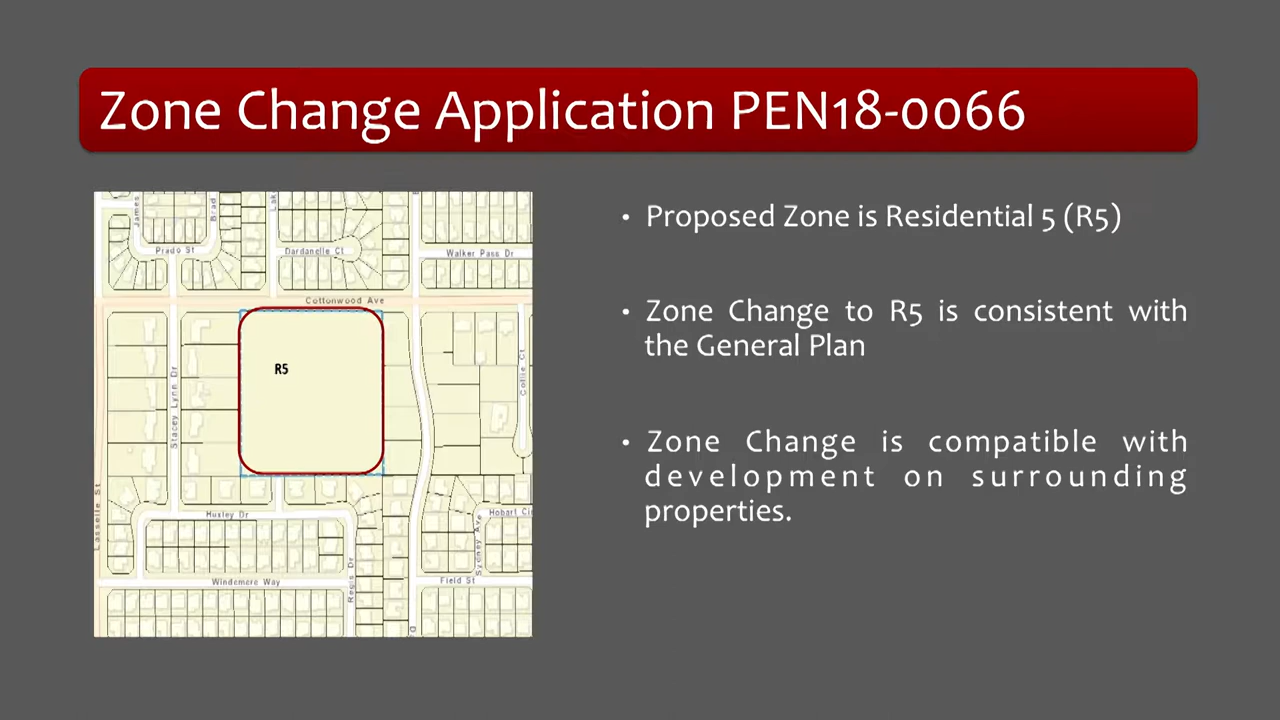 Zone Change Application PEN18-0066
James
Brad
Lak
Prado St
Dardanelle Ct
Walker Pass Dr
Cottonwood Ave
R5
Stacey Lynn Dr
Collie Ct
Lasselle St
Huxley Dr
Hobart Cir
Sydney Ave
Regis Dr
Windemere Way
Field St
D
• Proposed Zone is Residential 5 (R5)
• Zone Change to R5 is consistent with
the General Plan
• Zone Change is compatible with
development on surrounding
properties.